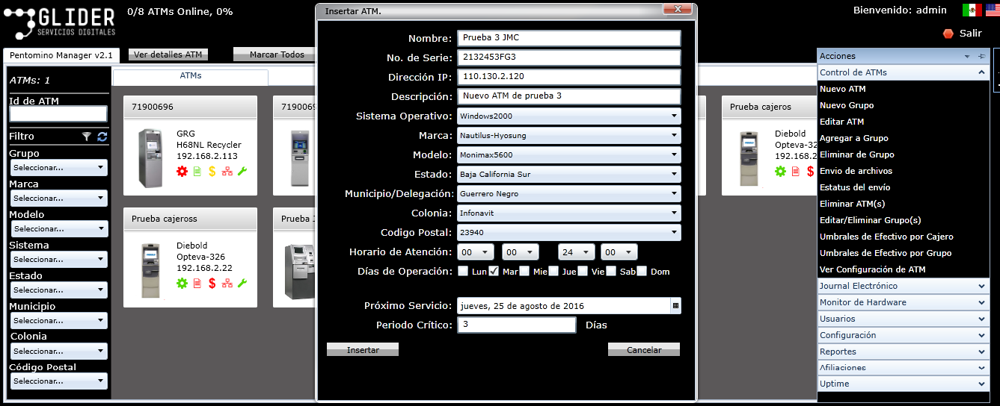 GLIDER
SERVICIOS DIGITALES
0/8 ATMs Online, 0%
Bienvenido: admin
Salir
Pentomino Manager v2.1
Ver detalles ATM
Marcar Todos
ATMs: 1
Id de ATM
Filtro
Grupo
Seleccionar...
Marca
Seleccionar...
Modelo
Seleccionar...
Sistema
Seleccionar...
Estado
Seleccionar...
Municipio
Seleccionar...
Colonia
Seleccionar...
Código Postal
Seleccionar...
ATMs
71900696
GRG
H68NL Recycler
192.168.2.113
7190069
Prueba cajeross
Diebold
Opteva-326
192.168.2.22
Prueba
Insertar ATM.
Nombre: Prueba 3 JMC
No. de Serie: 2132453FG3
Dirección IP: 110.130.2.120
Descripción: Nuevo ATM de prueba 3
Sistema Operativo: Windows2000
Marca: Nautilus-Hyosung
Modelo: Monimax5600
Estado: Baja California Sur
Municipio/Delegación: Guerrero Negro
Colonia: Infonavit
Codigo Postal: 23940
Horario de Atención: 00 00 24 00
Días de Operación: Lun Mar Mie Jue Vie Sab Dom
Próximo Servicio: jueves, 25 de agosto de 2016
Periodo Crítico: 3 Días
Insertar
Cancelar
Prueba cajeros
Diebold
Opteva-32
192.168.2
Acciones
Control de ATMs
Nuevo ATM
Nuevo Grupo
Editar ATM
Agregar a Grupo
Eliminar de Grupo
Envio de archivos
Estatus del envío
Eliminar ATM(s)
Editar/Eliminar Grupo(s)
Umbrales de Efectivo por Cajero
Umbrales de Efectivo por Grupo
Ver Configuración de ATM
Journal Electrónico
Monitor de Hardware
Usuarios
Configuración
Reportes
Afiliaciones
Uptime